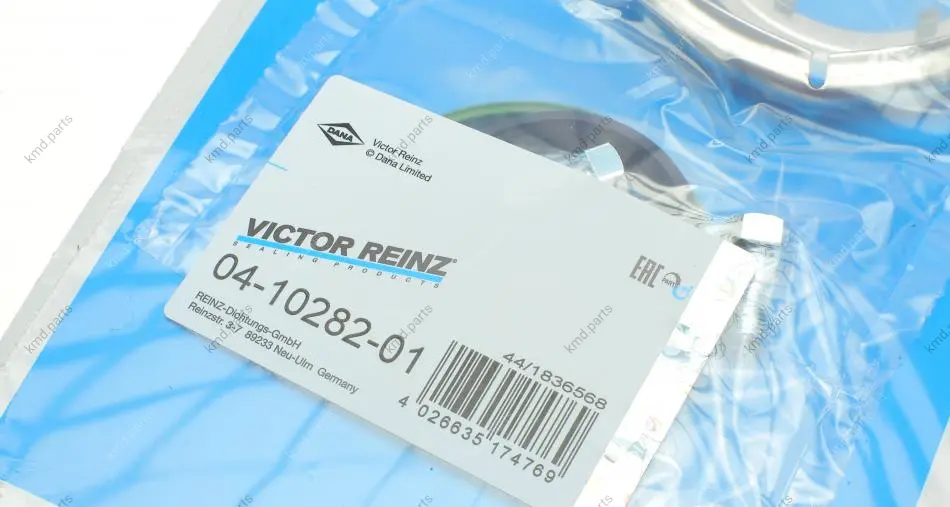 DANA
Victor Reinz
© Dana Limited
VICTOR REINZ®
SEALING PRODUCTS
04-10282-01
REINZ-Dichtungs-GmbH
Reinzstr. 3-7 89233 Neu-Ulm Germany
EAC
PART
44/1836568
4 026635 174769
kmd.parts